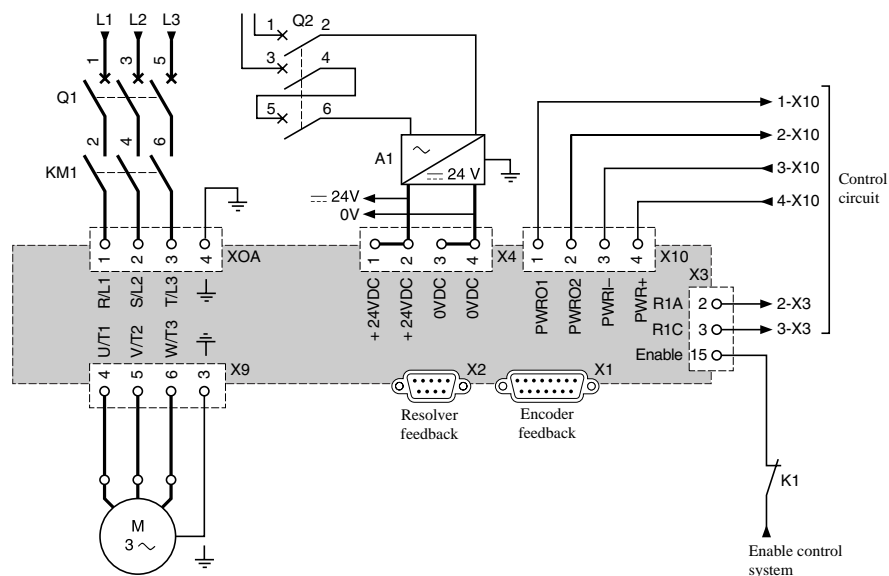 L1 L2 L3
1 3 5
Q1
2 4 6
KM1
1 Q2 2
3 4
5 6
A1
24 V
24V
0V
1-X10
2-X10
3-X10
4-X10
Control
circuit
1 2 3 4 XOA
R/L1 S/L2 T/L3
1 2 3 4 X4
+ 24VDC + 24VDC 0VDC 0VDC
1 2 3 4 X10
PWRO1 PWRO2 PWRI– PWR+
X3
R1A 2 2-X3
R1C 3 3-X3
Enable 15
U/T1 V/T2 W/T3
4 5 6 3 X9
X2
Resolver
feedback
X1
Encoder
feedback
K1
M
3
Enable control
system